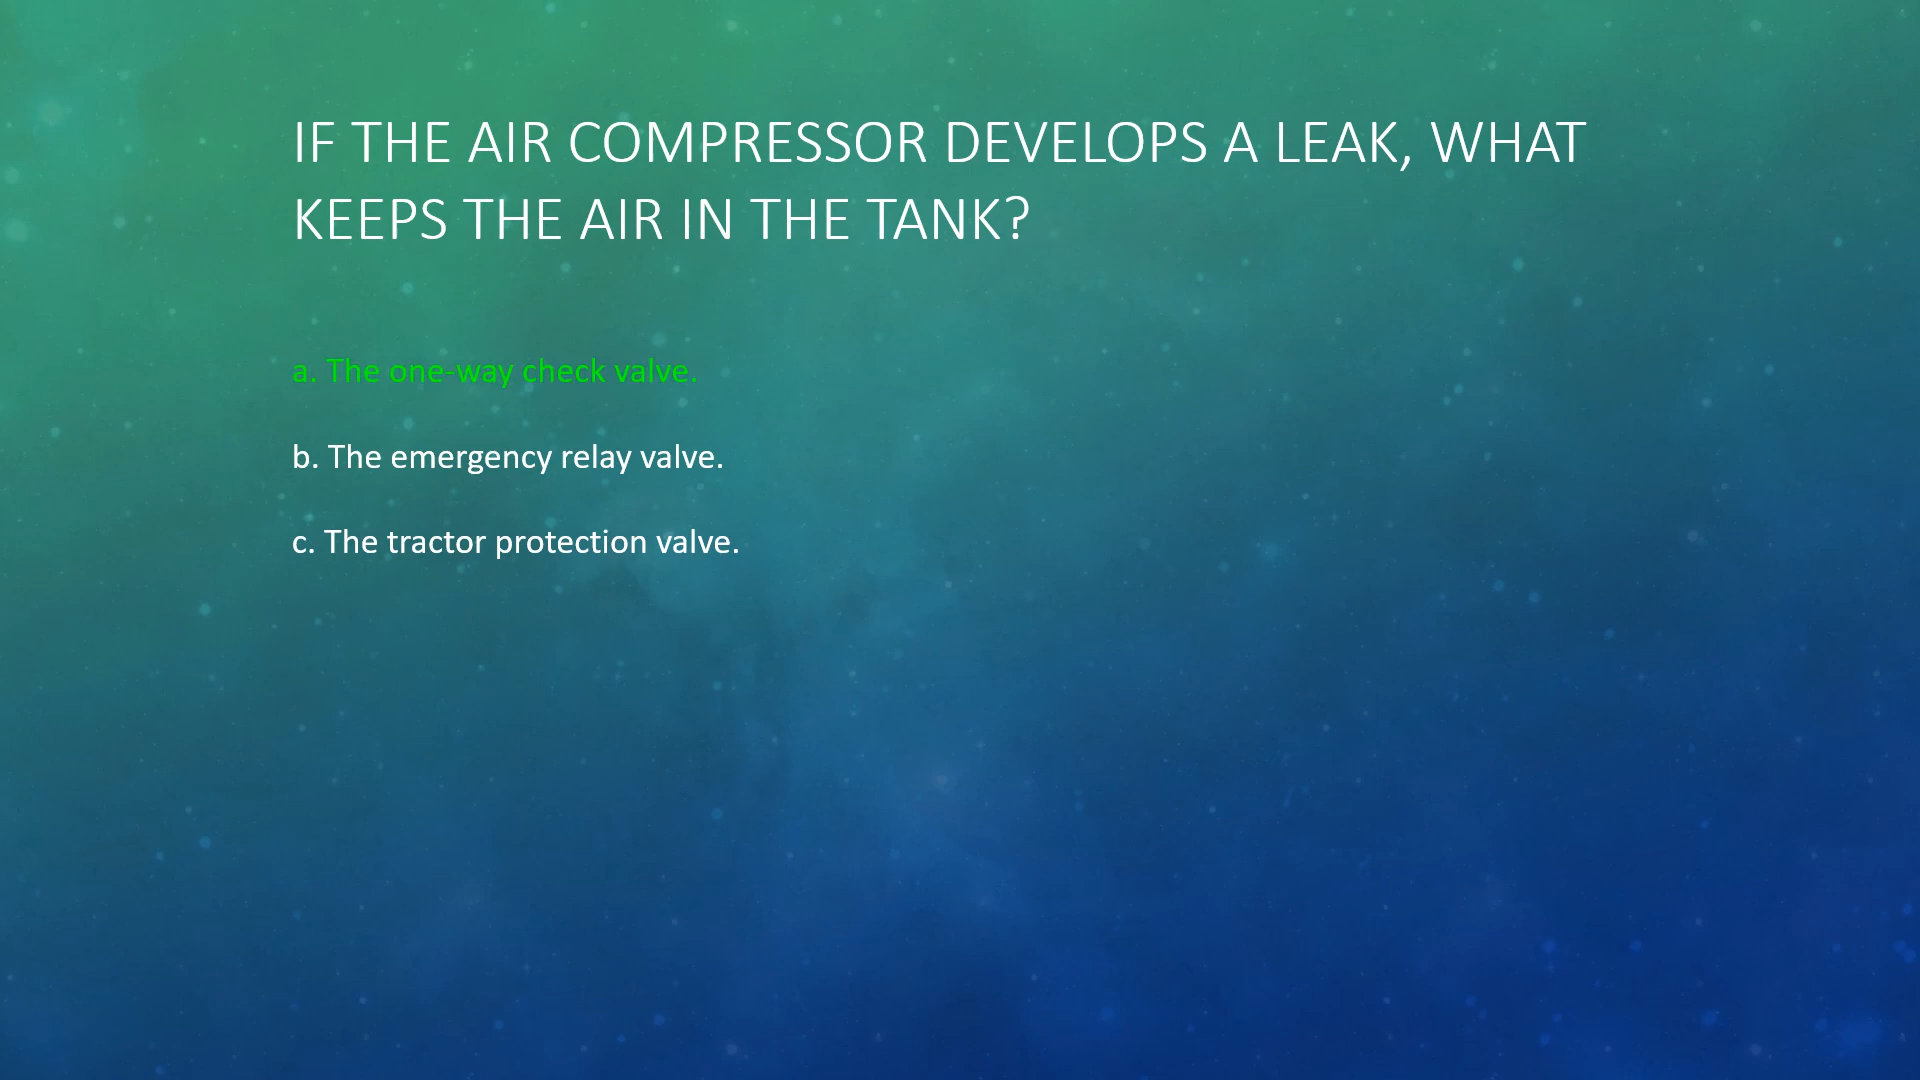 IF THE AIR COMPRESSOR DEVELOPS A LEAK, WHAT
KEEPS THE AIR IN THE TANK?
a. The one-way check valve.
b. The emergency relay valve.
c. The tractor protection valve.